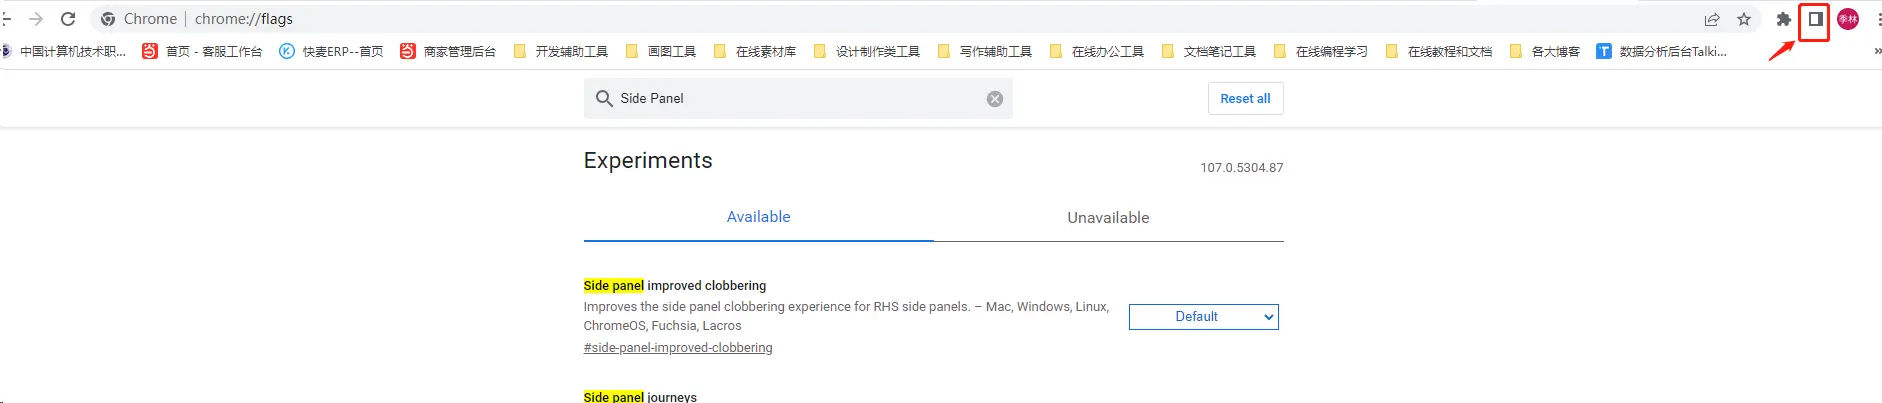 Chrome | chrome://flags 季林
中国计算机技术职... 首页 - 客服工作台 快麦ERP--首页 商家管理后台 开发辅助工具 画图工具 在线素材库 设计制作类工具 写作辅助工具 在线办公工具 文档笔记工具 在线编程学习 在线教程和文档 各大博客 数据分析后台Talki... »
Side Panel Reset all
Experiments 107.0.5304.87
Available Unavailable
Side panel improved clobbering
Improves the side panel clobbering experience for RHS side panels. – Mac, Windows, Linux,
ChromeOS, Fuchsia, Lacros
Default
#side-panel-improved-clobbering
Side panel journeys